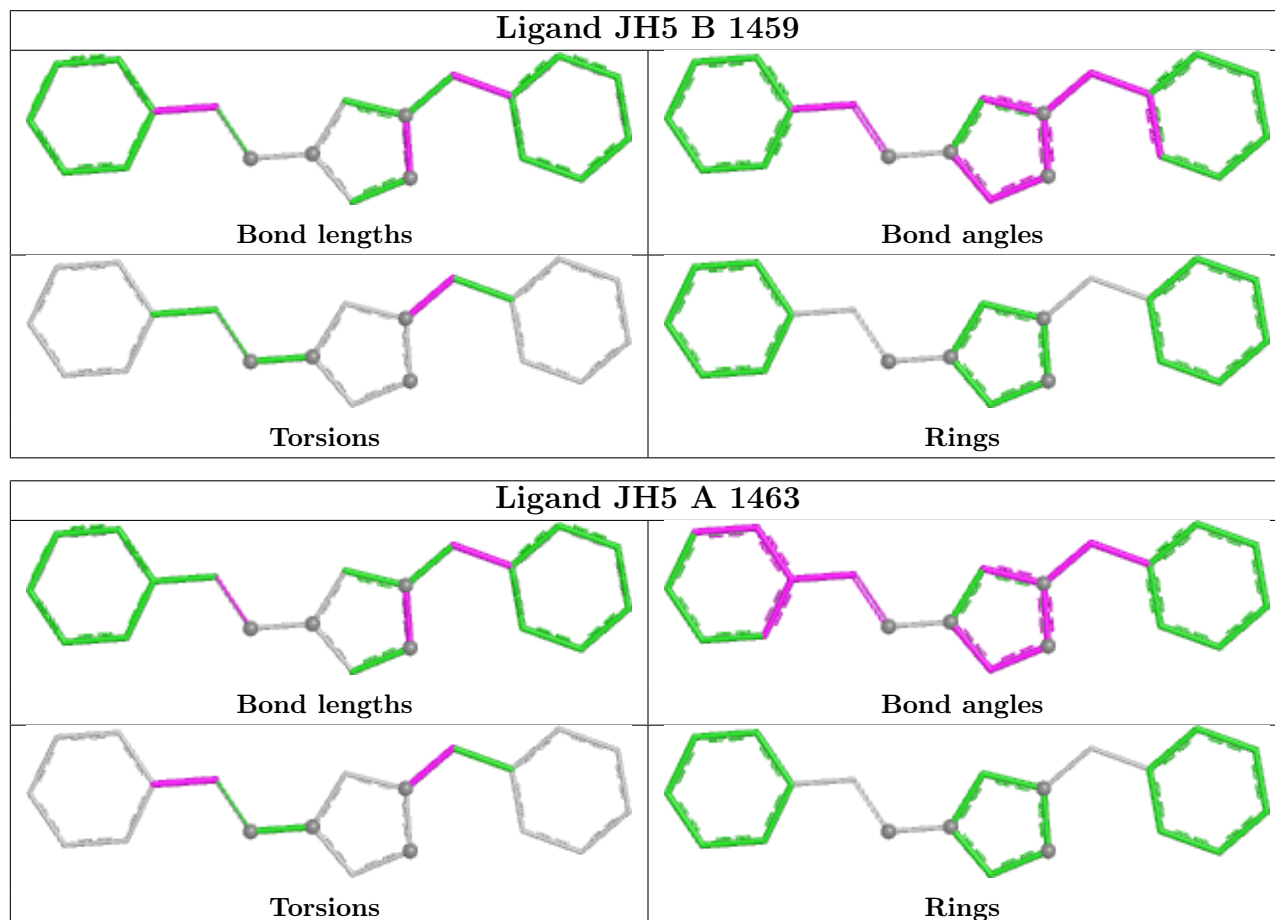 Ligand JH5 B 1459
Bond lengths
Bond angles
Torsions
Rings
Ligand JH5 A 1463
Bond lengths
Bond angles
Torsions
Rings